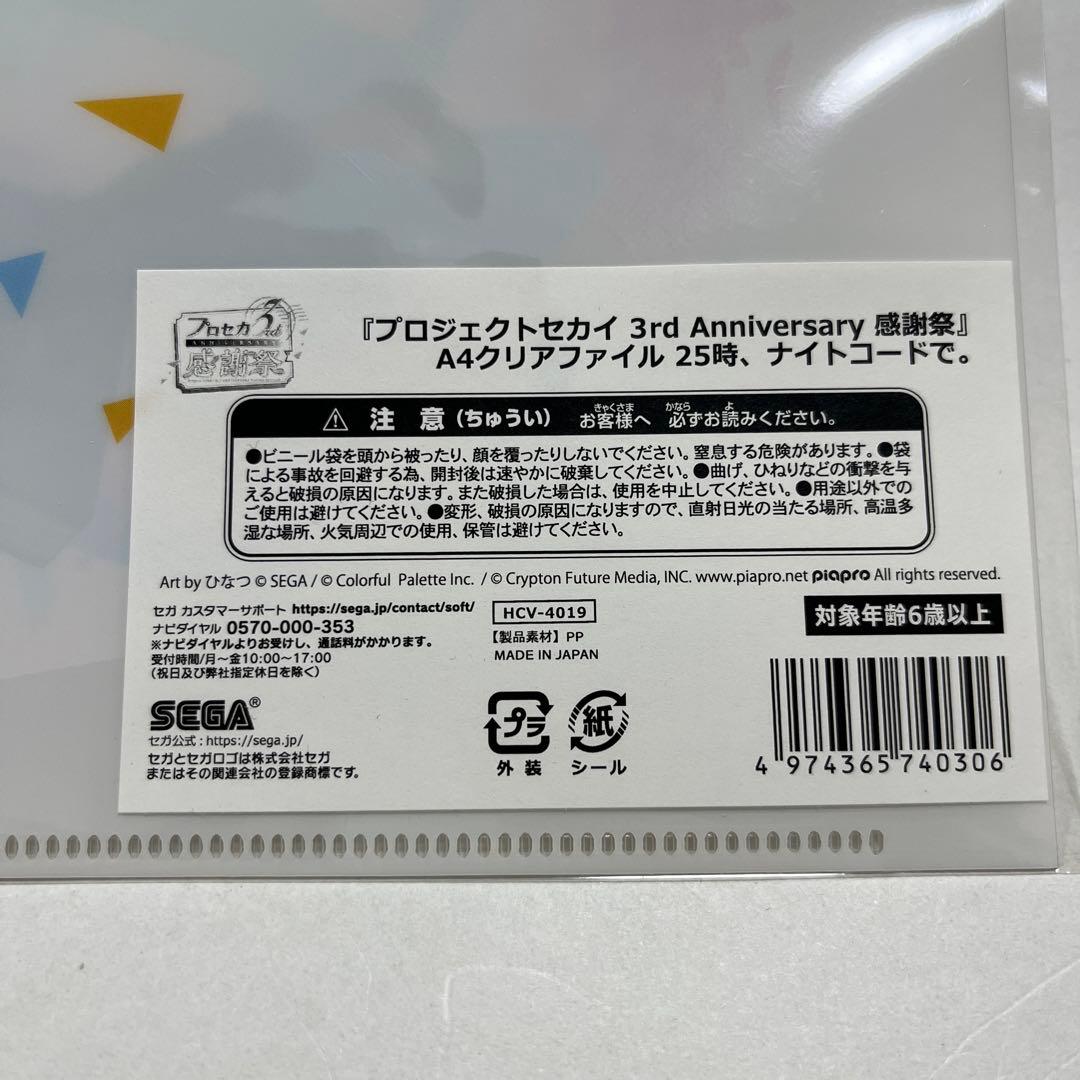 プロセカ 3rd
ANNIVERSARY
感謝祭
『プロジェクトセカイ 3rd Anniversary 感謝祭』
A4クリアファイル 25時、ナイトコードで。
⚠ 注 意 (ちゅうい) お客様へ 必ずお読みください。
きゃくさま かなら よ
●ビニール袋を頭から被ったり、顔を覆ったりしないでください。窒息する危険があります。●袋
による事故を回避する為、開封後は速やかに破棄してください。●曲げ、ひねりなどの衝撃を与
えると破損の原因になります。また破損した場合は、使用を中止してください。●用途以外での
ご使用は避けてください。●変形、破損の原因になりますので、直射日光の当たる場所、高温多
湿な場所、火気周辺での使用、保管は避けてください。
Art by ひなつ © SEGA / © Colorful Palette Inc. / © Crypton Future Media, INC. www.piapro.net piapro All rights reserved.
セガ カスタマーサポート https://sega.jp/contact/soft/
ナビダイヤル 0570-000-353
※ナビダイヤルよりお受けし、通話料がかかります。
受付時間/月～金10:00～17:00
(祝日及び弊社指定休日を除く)
HCV-4019
【製品素材】PP
MADE IN JAPAN
対象年齢6歳以上
SEGA®
セガ公式 : https://sega.jp/
セガとセガロゴは株式会社セガ
またはその関連会社の登録商標です。
プラ
外 装
紙
シール
4 974365 740306